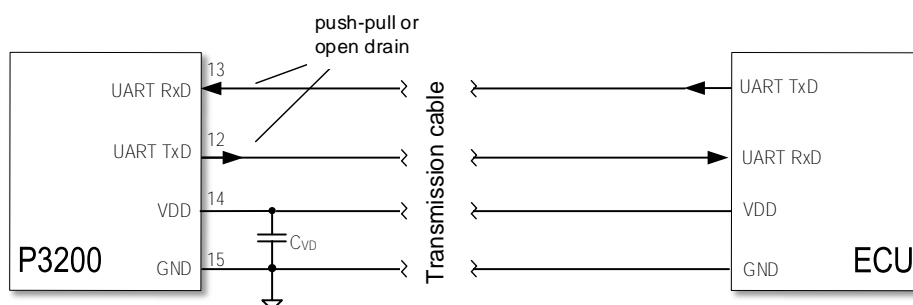 push-pull or
open drain
13
UART RxD
UART TxD
12
UART TxD
UART RxD
14
VDD
VDD
CVD
15
GND
GND
P3200
ECU
Transmission cable